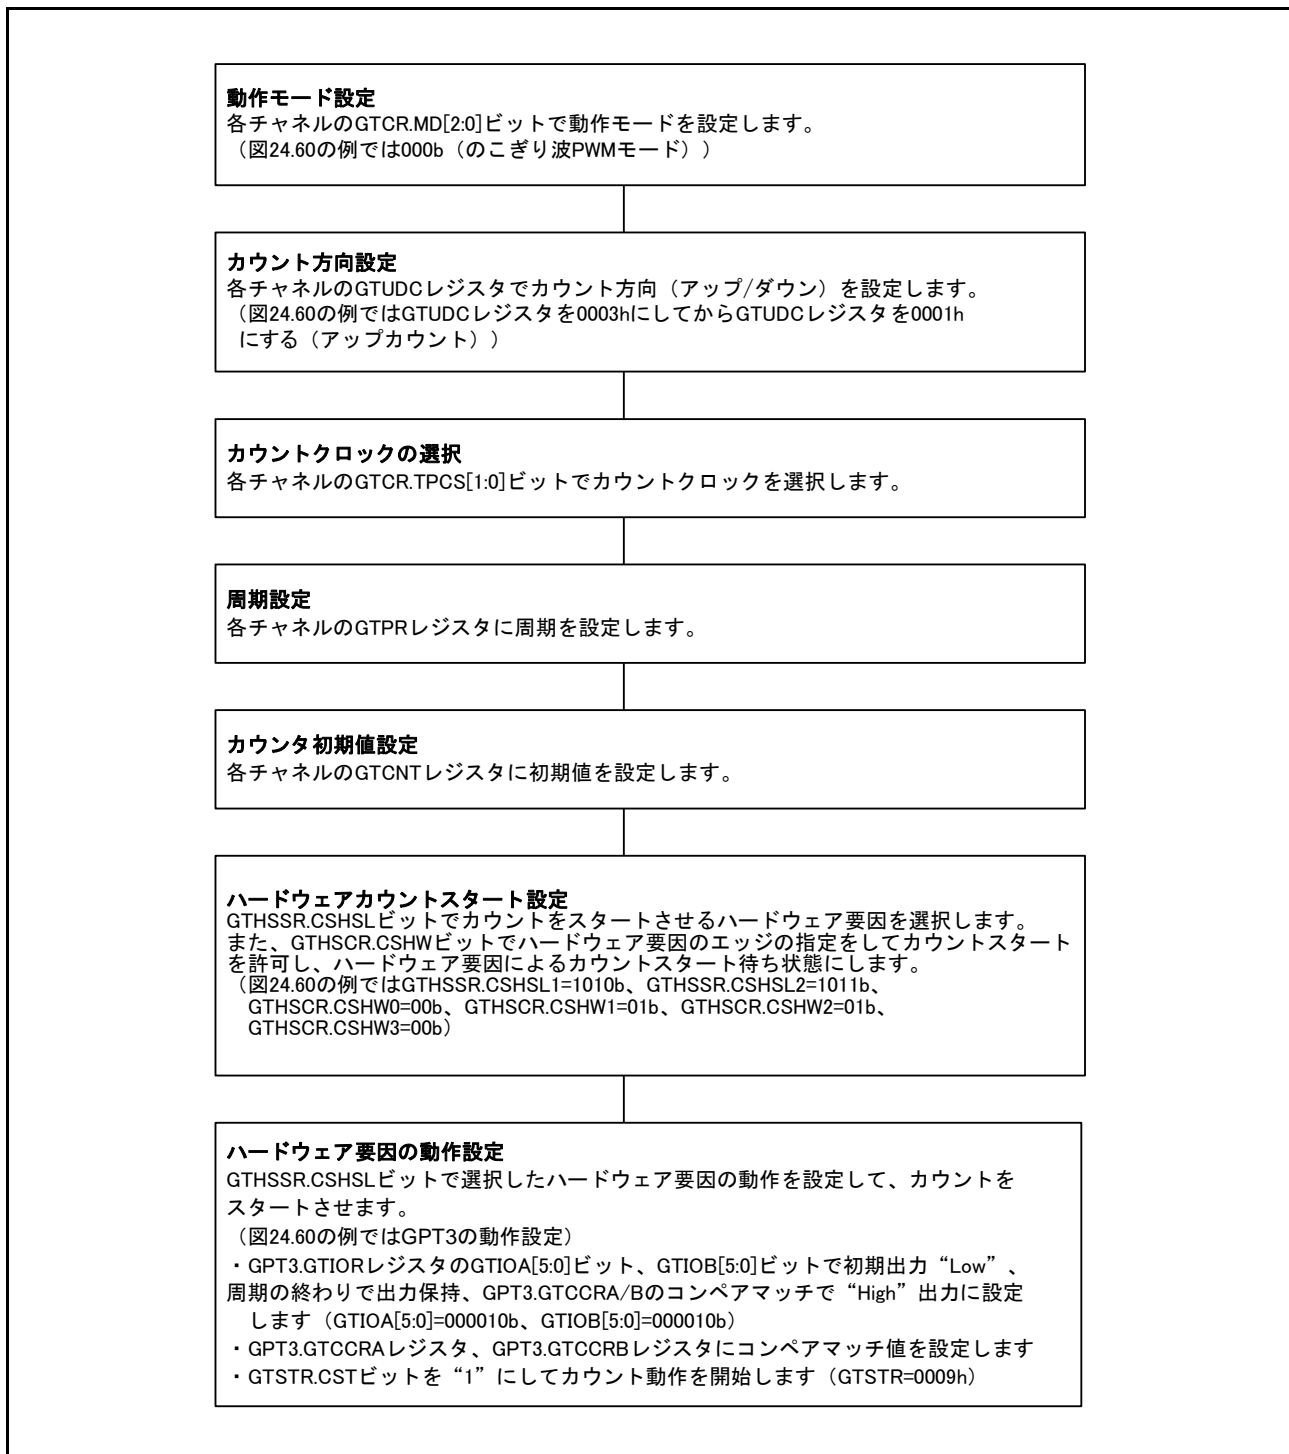 動作モード設定
各チャネルのGTCR.MD[2:0]ビットで動作モードを設定します。
（図24.60の例では000b（のこぎり波PWMモード））
カウント方向設定
各チャネルのGTUDCレジスタでカウント方向（アップ/ダウン）を設定します。
（図24.60の例ではGTUDCレジスタを0003hにしてからGTUDCレジスタを0001h
にする（アップカウント））
カウントクロックの選択
各チャネルのGTCR.TPCS[1:0]ビットでカウントクロックを選択します。
周期設定
各チャネルのGTPRレジスタに周期を設定します。
カウンタ初期値設定
各チャネルのGTCNTレジスタに初期値を設定します。
ハードウェアカウントスタート設定
GTHSSR.CSHSLビットでカウントをスタートさせるハードウェア要因を選択します。
また、GTHSCR.CSHWビットでハードウェア要因のエッジの指定をしてカウントスタート
を許可し、ハードウェア要因によるカウントスタート待ち状態にします。
（図24.60の例ではGTHSSR.CSHSL1=1010b、GTHSSR.CSHSL2=1011b、
GTHSCR.CSHW0=00b、GTHSCR.CSHW1=01b、GTHSCR.CSHW2=01b、
GTHSCR.CSHW3=00b）
ハードウェア要因の動作設定
GTHSSR.CSHSLビットで選択したハードウェア要因の動作を設定して、カウントを
スタートさせます。
（図24.60の例ではGPT3の動作設定）
・GPT3.GTIORレジスタのGTIOA[5:0]ビット、GTIOB[5:0]ビットで初期出力“Low”、
周期の終わりで出力保持、GPT3.GTCCRA/Bのコンペアマッチで“High”出力に設定
します（GTIOA[5:0]=000010b、GTIOB[5:0]=000010b）
・GPT3.GTCCRAレジスタ、GPT3.GTCCRBレジスタにコンペアマッチ値を設定します
・GTSTR.CSTビットを“1”にしてカウント動作を開始します（GTSTR=0009h）